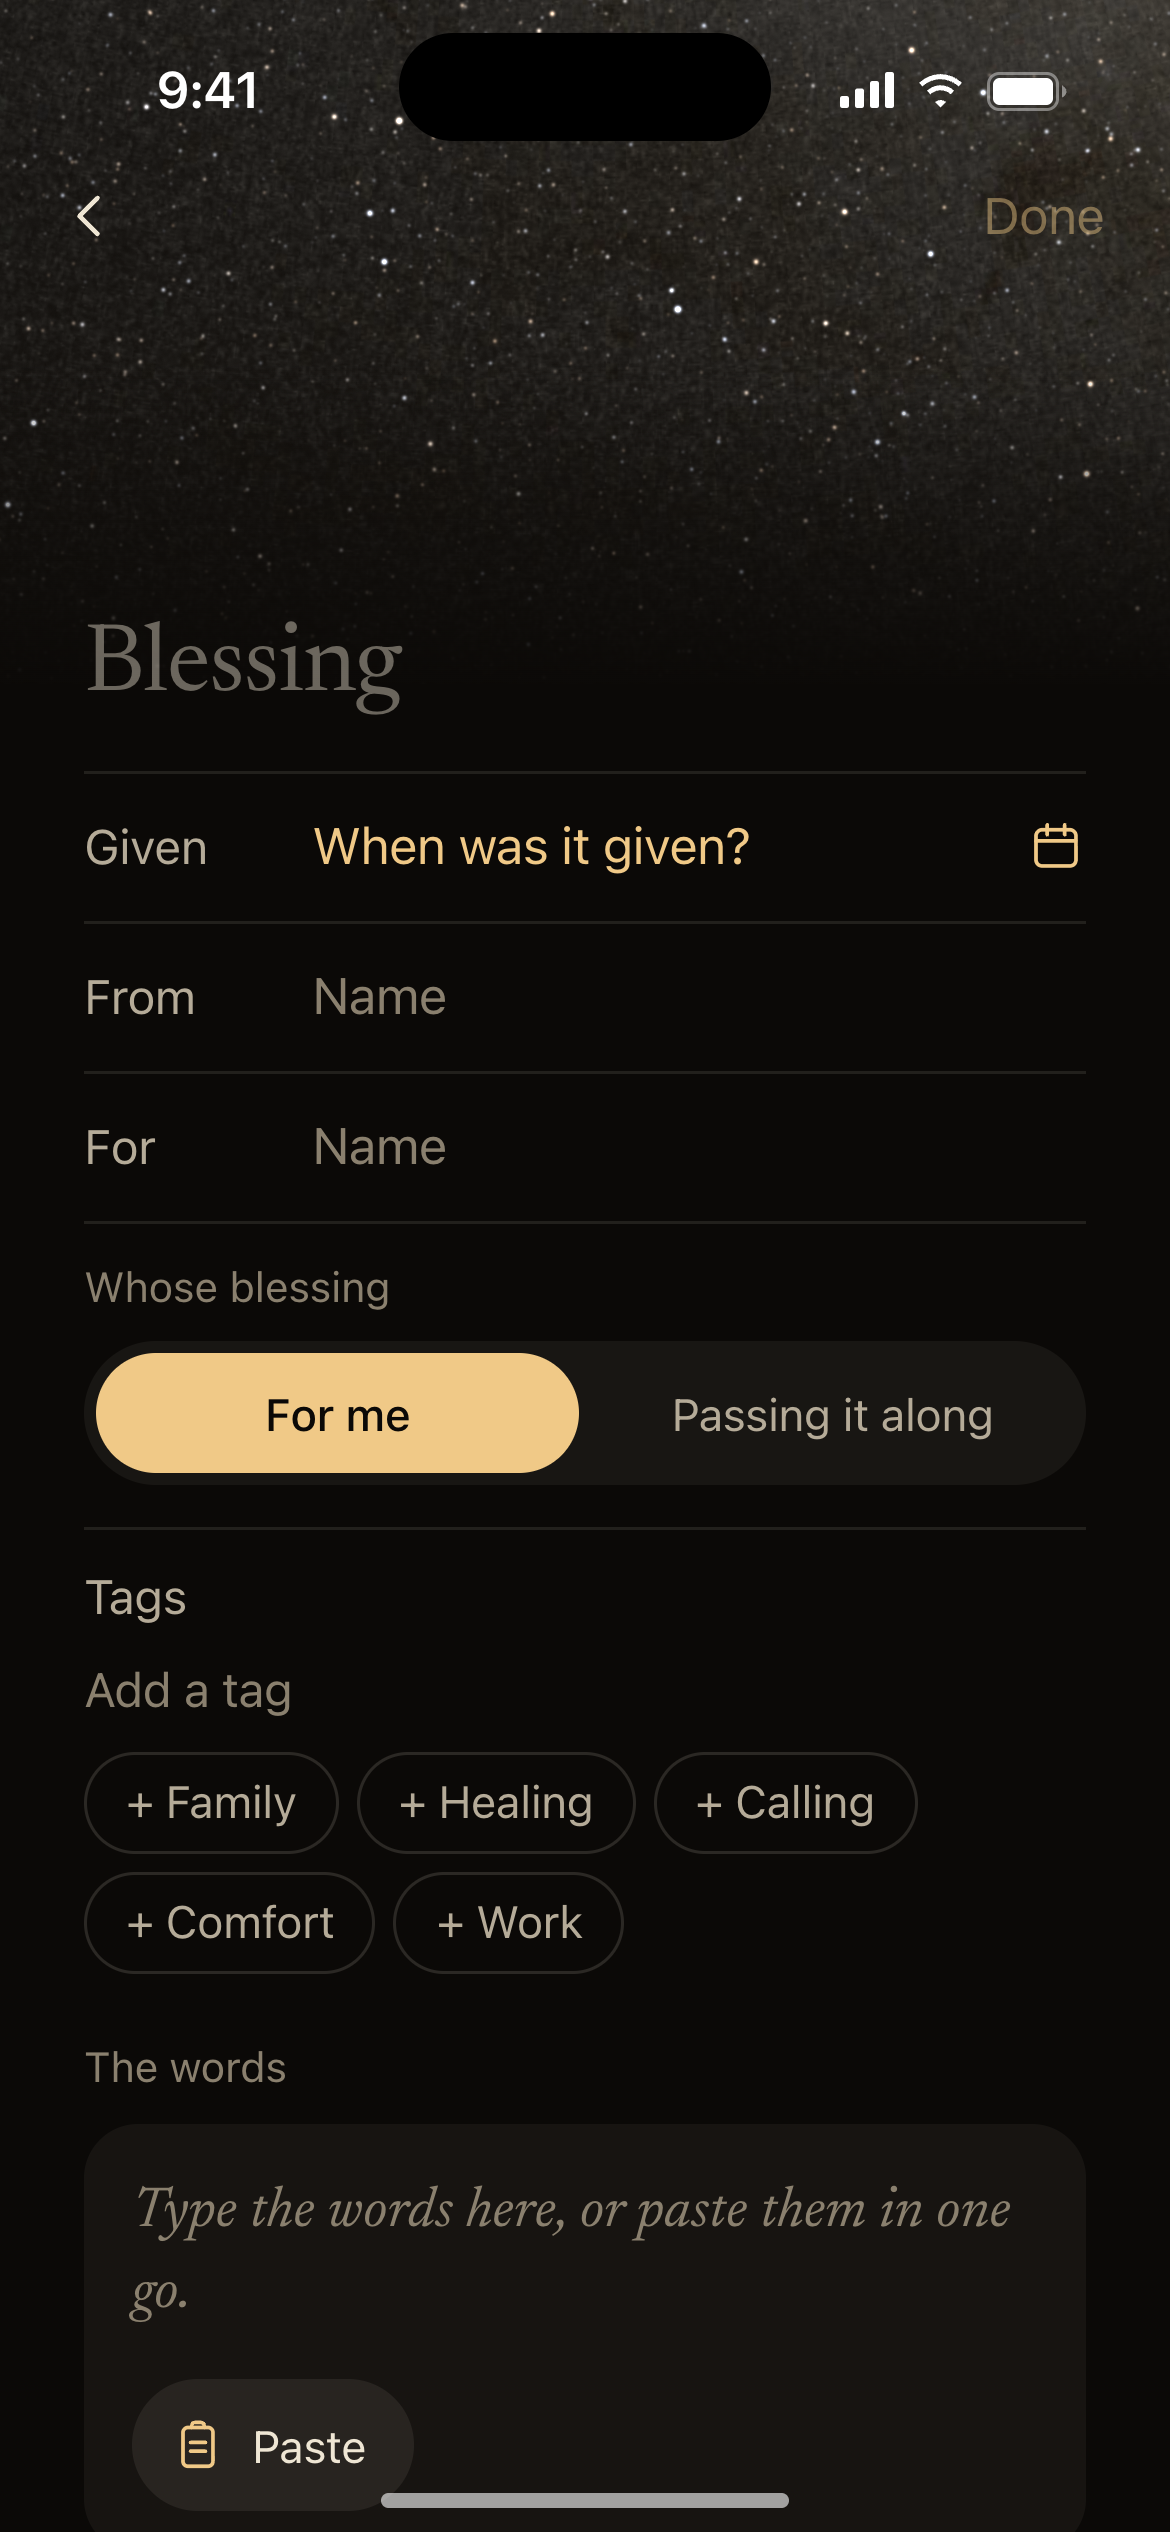 9:41
Done
Blessing
Given When was it given?
From Name
For Name
Whose blessing
For me Passing it along
Tags
Add a tag
+ Family + Healing + Calling
+ Comfort + Work
The words
Type the words here, or paste them in one
go.
Paste